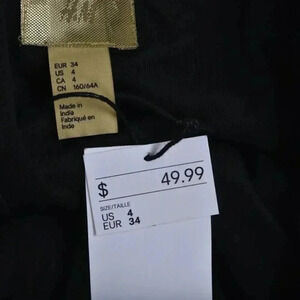 H&M
EUR 34
US 4
CA 4
CN 160/64A
Made in
India
Fabriqué en
Inde
$ 49.99
SIZE/TAILLE
US 4
EUR 34